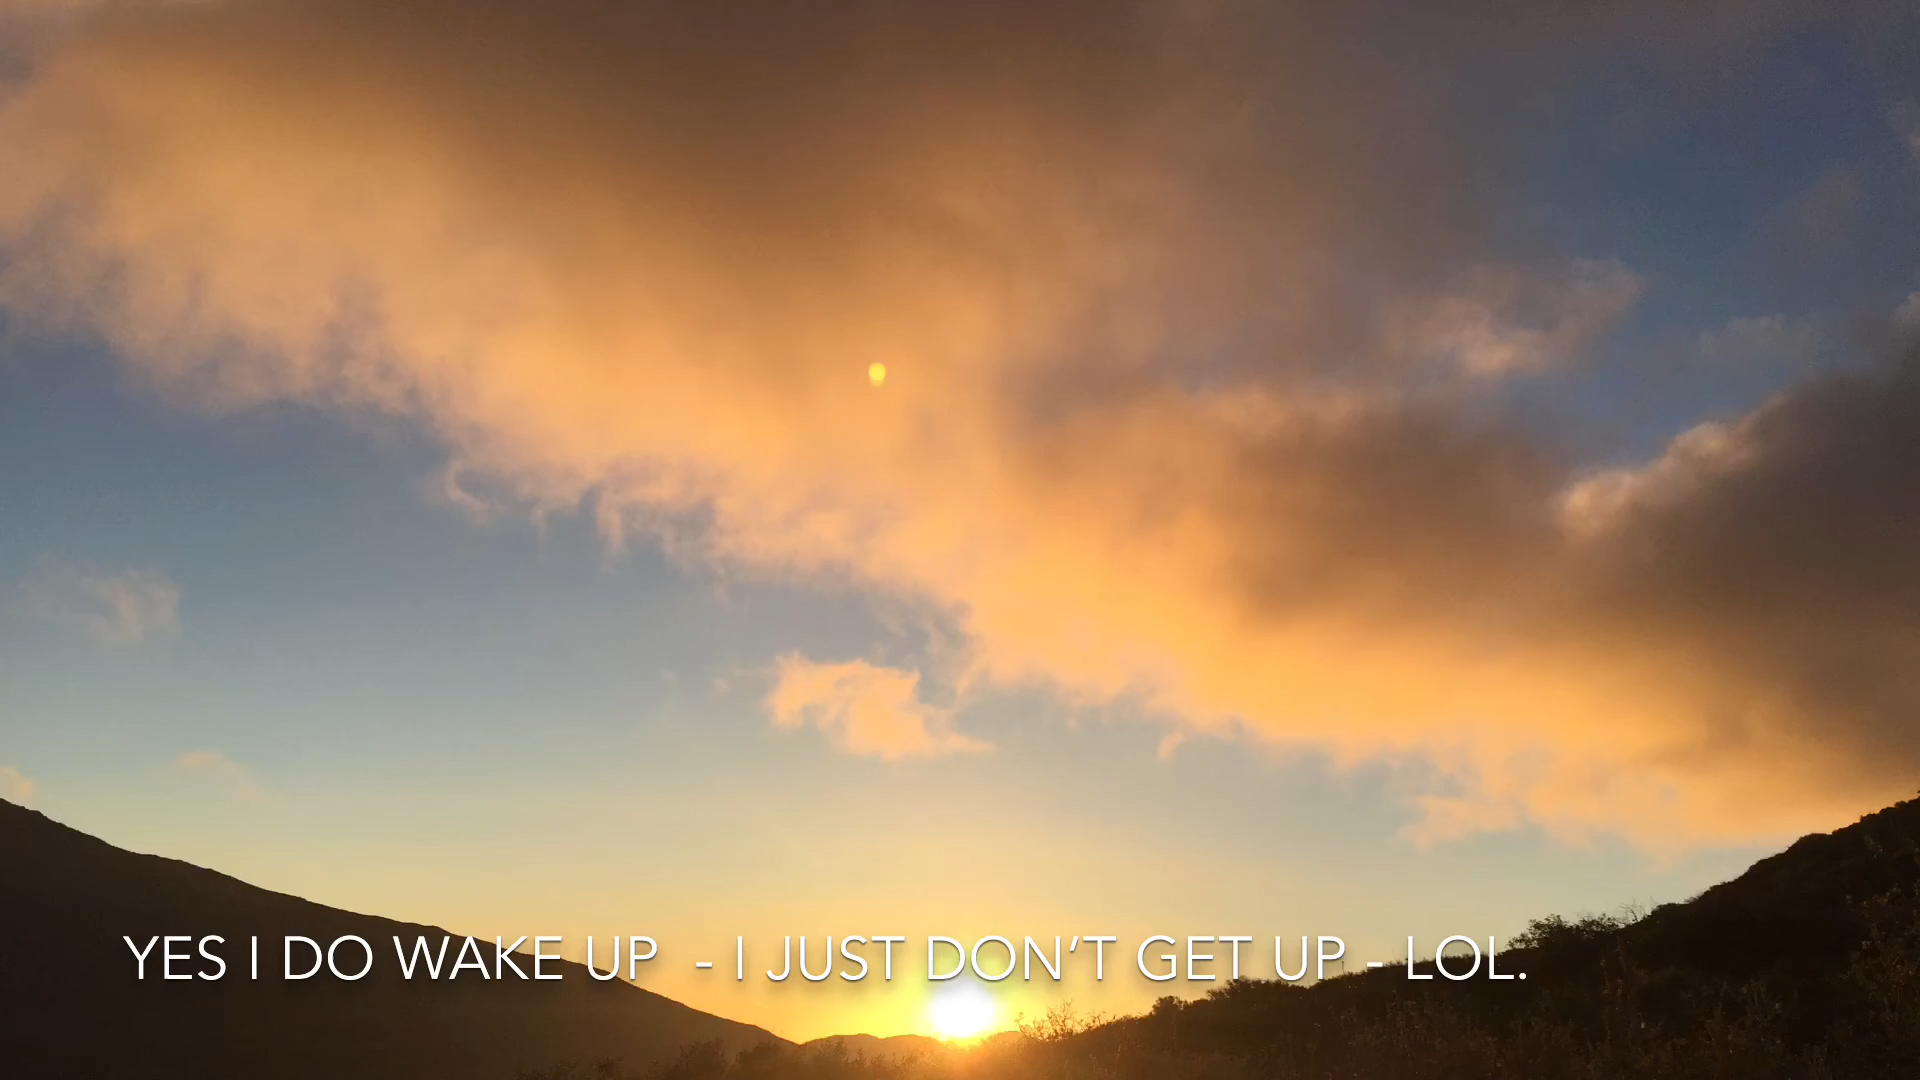 YES I DO WAKE UP  - I JUST DON’T GET UP - LOL.